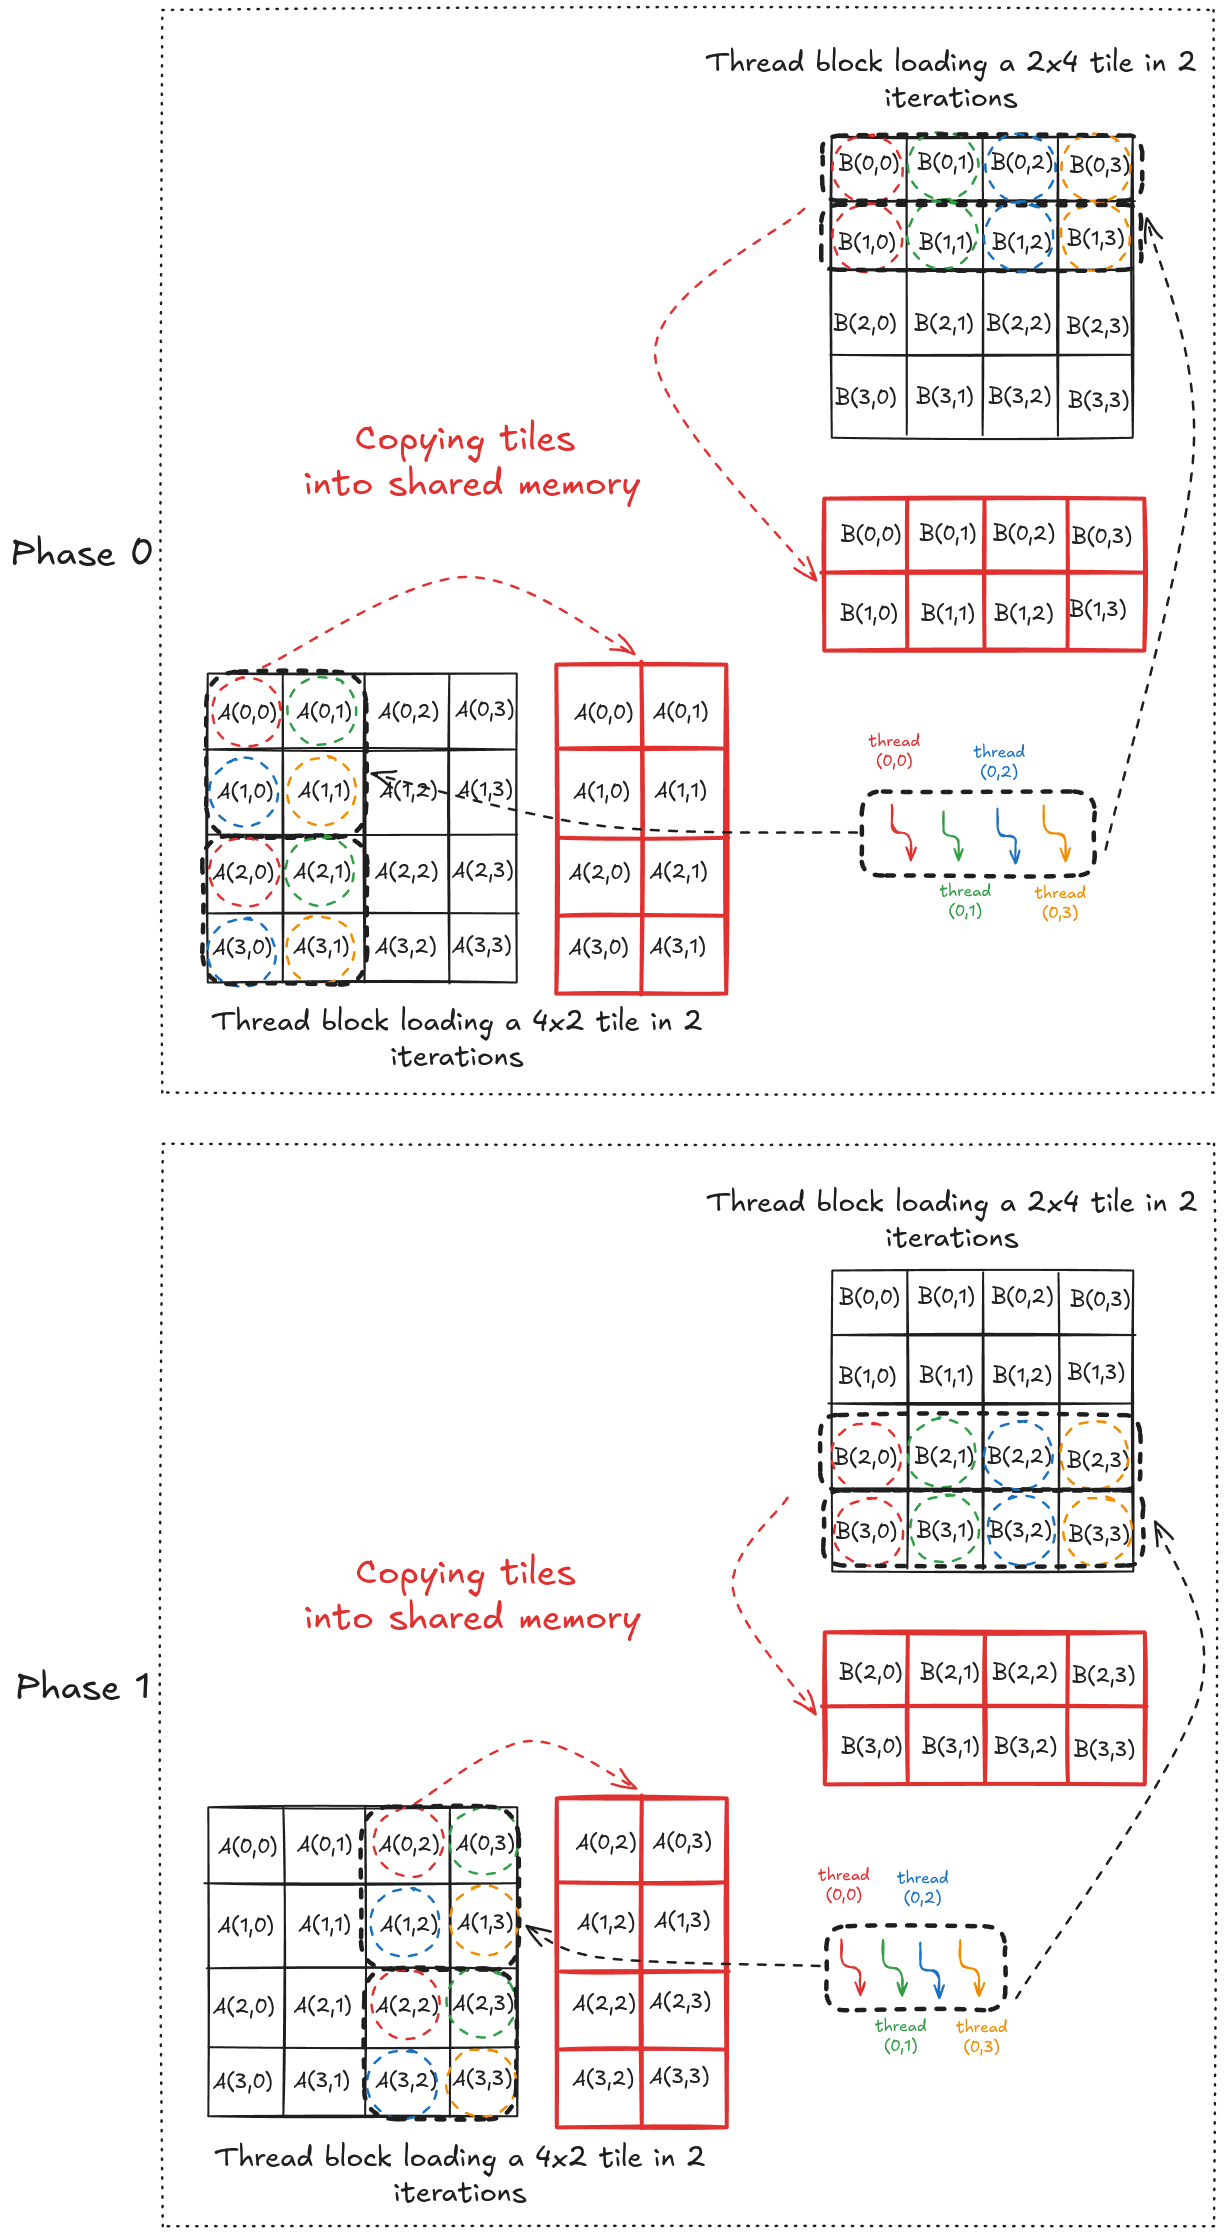 Thread block loading a 2x4 tile in 2
iterations
B(0,0) B(0,1) B(0,2) B(0,3)
B(1,0) B(1,1) B(1,2) B(1,3)
B(2,0) B(2,1) B(2,2) B(2,3)
B(3,0) B(3,1) B(3,2) B(3,3)
Copying tiles
into shared memory
Phase 0
B(0,0) B(0,1) B(0,2) B(0,3)
B(1,0) B(1,1) B(1,2) B(1,3)
A(0,0) A(0,1) A(0,2) A(0,3)
A(1,0) A(1,1) A(1,2) A(1,3)
A(2,0) A(2,1) A(2,2) A(2,3)
A(3,0) A(3,1) A(3,2) A(3,3)
A(0,0) A(0,1)
A(1,0) A(1,1)
A(2,0) A(2,1)
A(3,0) A(3,1)
thread
(0,0)
thread
(0,2)
thread
(0,1)
thread
(0,3)
Thread block loading a 4x2 tile in 2
iterations
Thread block loading a 2x4 tile in 2
iterations
B(0,0) B(0,1) B(0,2) B(0,3)
B(1,0) B(1,1) B(1,2) B(1,3)
B(2,0) B(2,1) B(2,2) B(2,3)
B(3,0) B(3,1) B(3,2) B(3,3)
Copying tiles
into shared memory
Phase 1
B(2,0) B(2,1) B(2,2) B(2,3)
B(3,0) B(3,1) B(3,2) B(3,3)
A(0,0) A(0,1) A(0,2) A(0,3)
A(1,0) A(1,1) A(1,2) A(1,3)
A(2,0) A(2,1) A(2,2) A(2,3)
A(3,0) A(3,1) A(3,2) A(3,3)
A(0,2) A(0,3)
A(1,2) A(1,3)
A(2,2) A(2,3)
A(3,2) A(3,3)
thread
(0,0)
thread
(0,2)
thread
(0,1)
thread
(0,3)
Thread block loading a 4x2 tile in 2
iterations